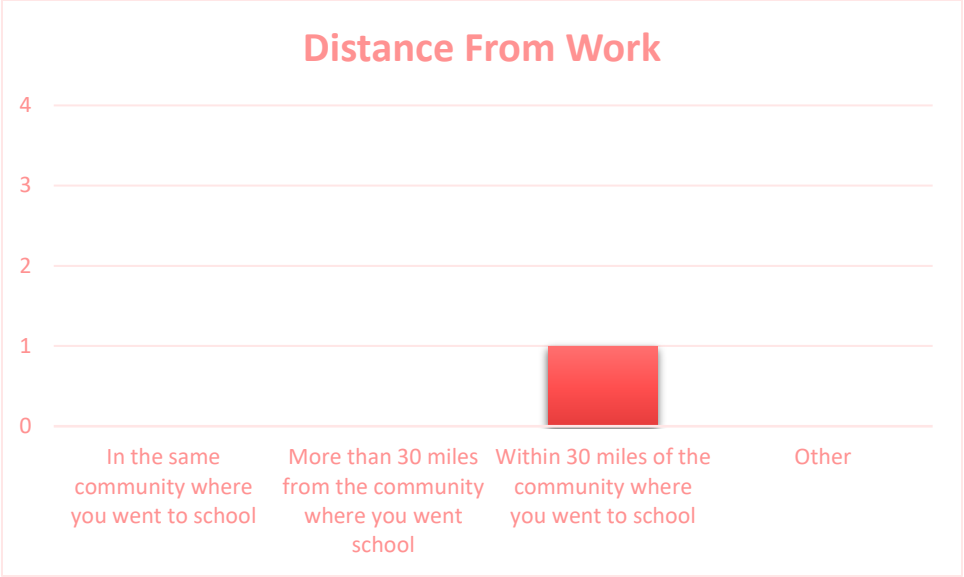 Distance From Work
4
3
2
1
0
In the same
community where
you went to school
More than 30 miles
from the community
where you went
school
Within 30 miles of the
community where
you went to school
Other